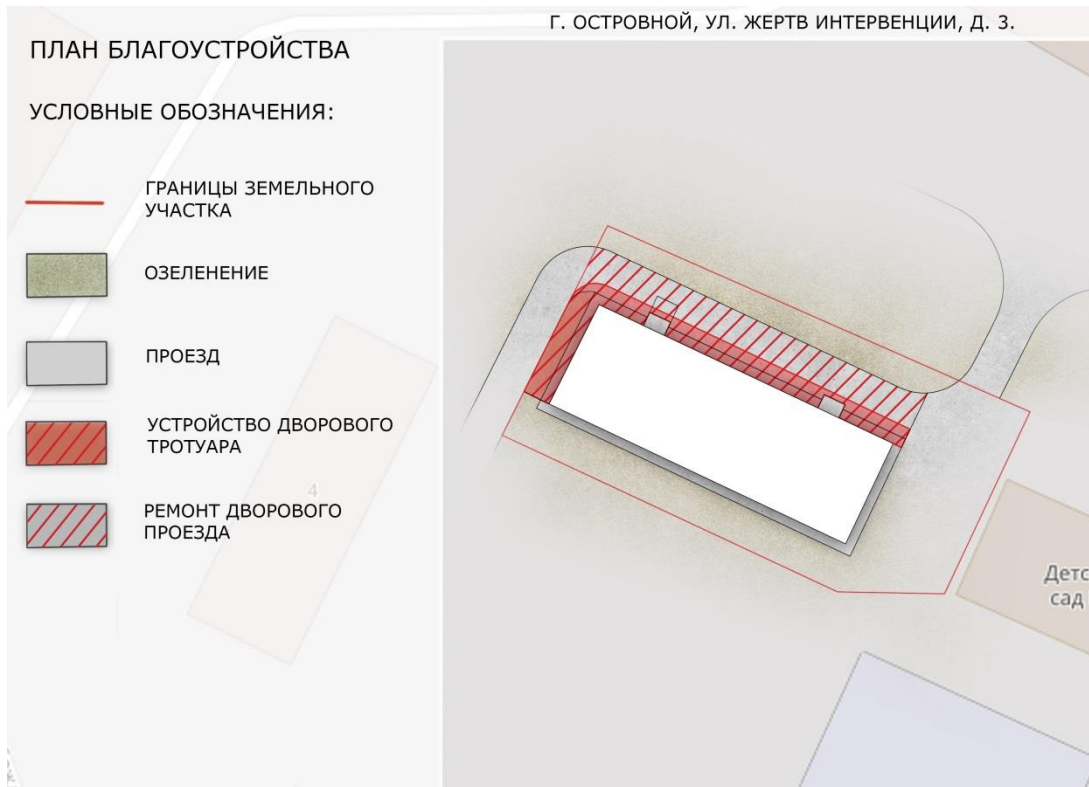 Г. ОСТРОВНОЙ, УЛ. ЖЕРТВ ИНТЕРВЕНЦИИ, Д. 3.
ПЛАН БЛАГОУСТРОЙСТВА
УСЛОВНЫЕ ОБОЗНАЧЕНИЯ:
ГРАНИЦЫ ЗЕМЕЛЬНОГО
УЧАСТКА
ОЗЕЛЕНЕНИЕ
ПРОЕЗД
УСТРОЙСТВО ДВОРОВОГО
ТРОТУАРА
РЕМОНТ ДВОРОВОГО
ПРОЕЗДА
4
Детс
сад